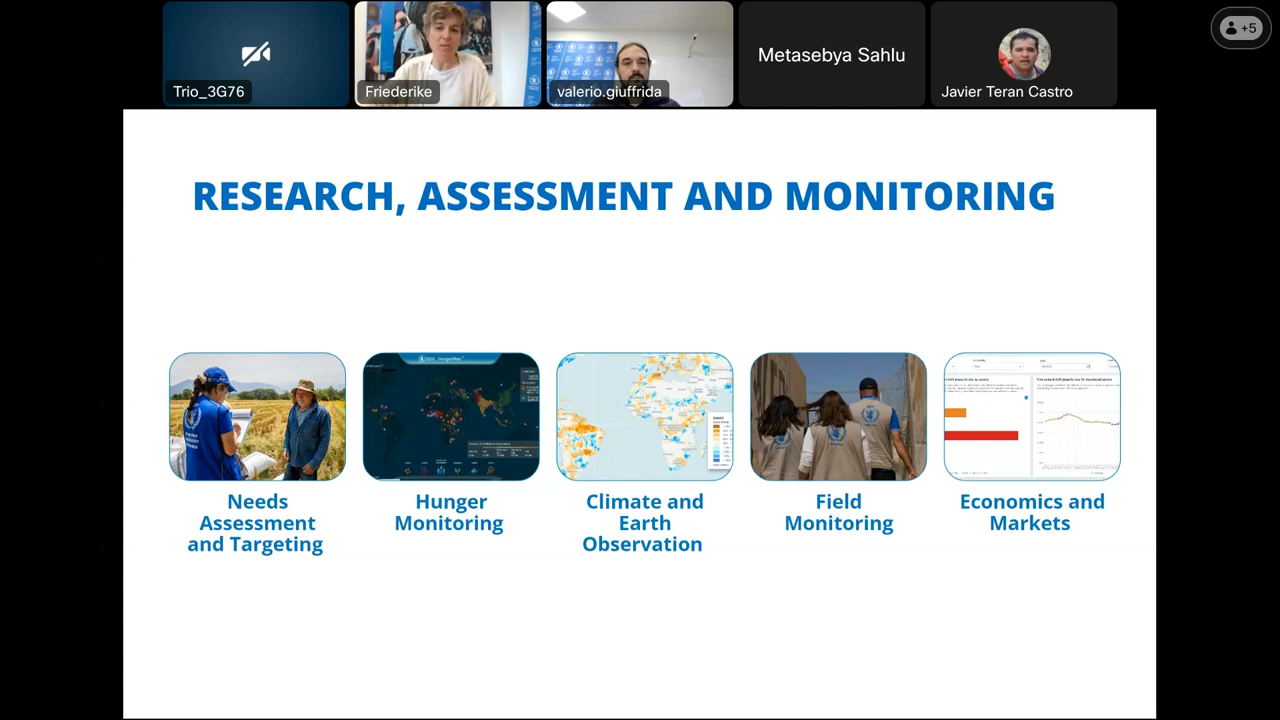 Trio_3G76
Friederike
valerio.giuffrida
Metasebya Sahlu
Javier Teran Castro
+5
RESEARCH, ASSESSMENT AND MONITORING
HungerMap
Needs
Assessment
and Targeting
Hunger
Monitoring
Climate and
Earth
Observation
Field
Monitoring
Economics and
Markets